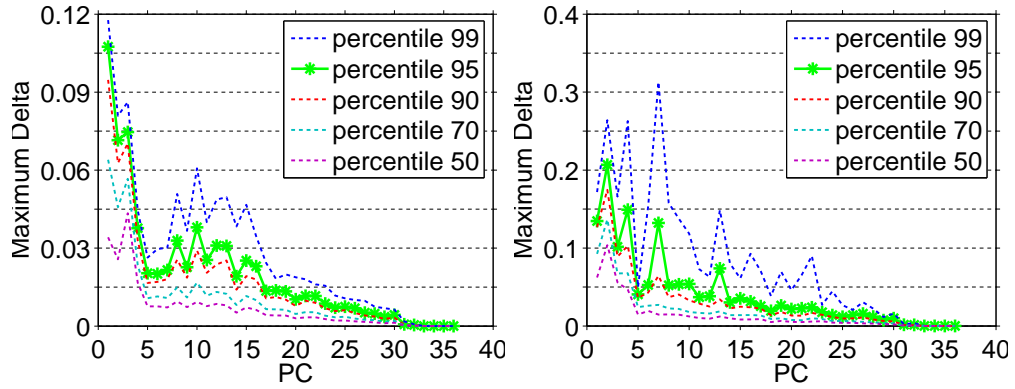 0.12
0.09
0.06
0.03
0
Maximum Delta
0 5 10 15 20 25 30 35 40
PC
percentile 99
percentile 95
percentile 90
percentile 70
percentile 50
0.4
0.3
0.2
0.1
0
Maximum Delta
0 5 10 15 20 25 30 35 40
PC
percentile 99
percentile 95
percentile 90
percentile 70
percentile 50